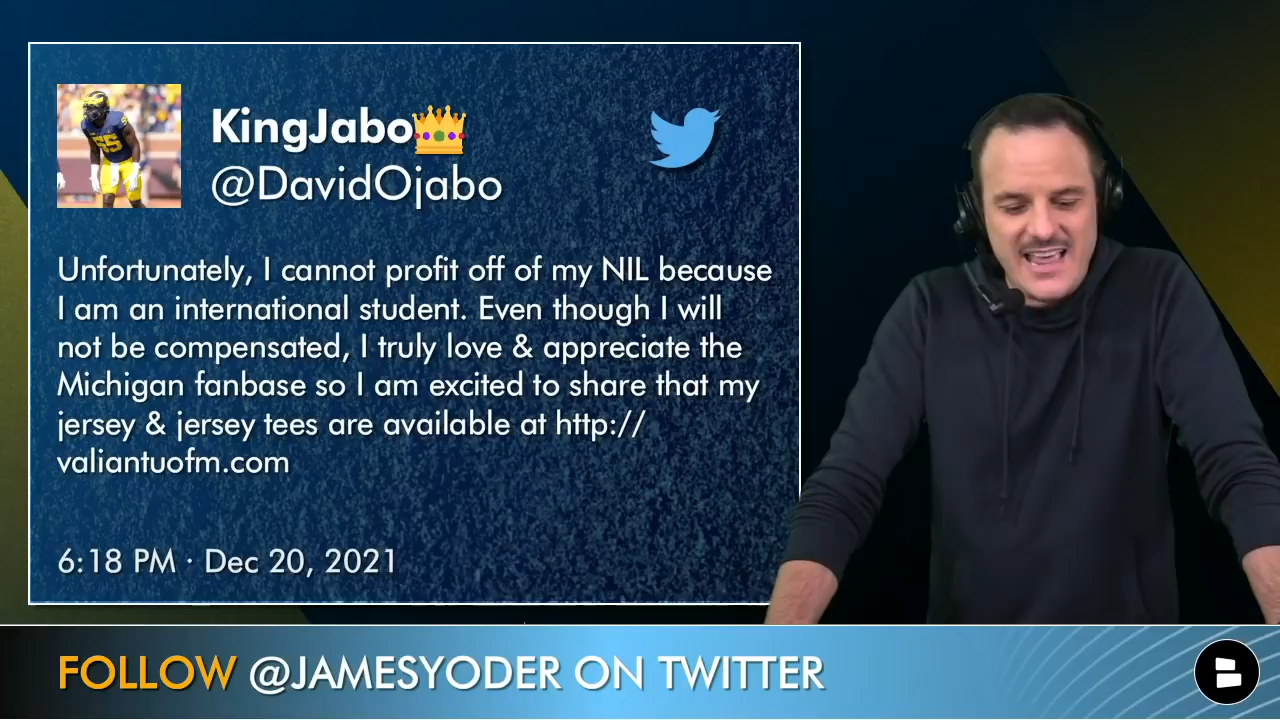 KingJabo👑
@DavidOjabo
55
Unfortunately, I cannot profit off of my NIL because
I am an international student. Even though I will
not be compensated, I truly love & appreciate the
Michigan fanbase so I am excited to share that my
jersey & jersey tees are available at http://
valiantuofm.com
6:18 PM · Dec 20, 2021
FOLLOW @JAMESYODER ON TWITTER